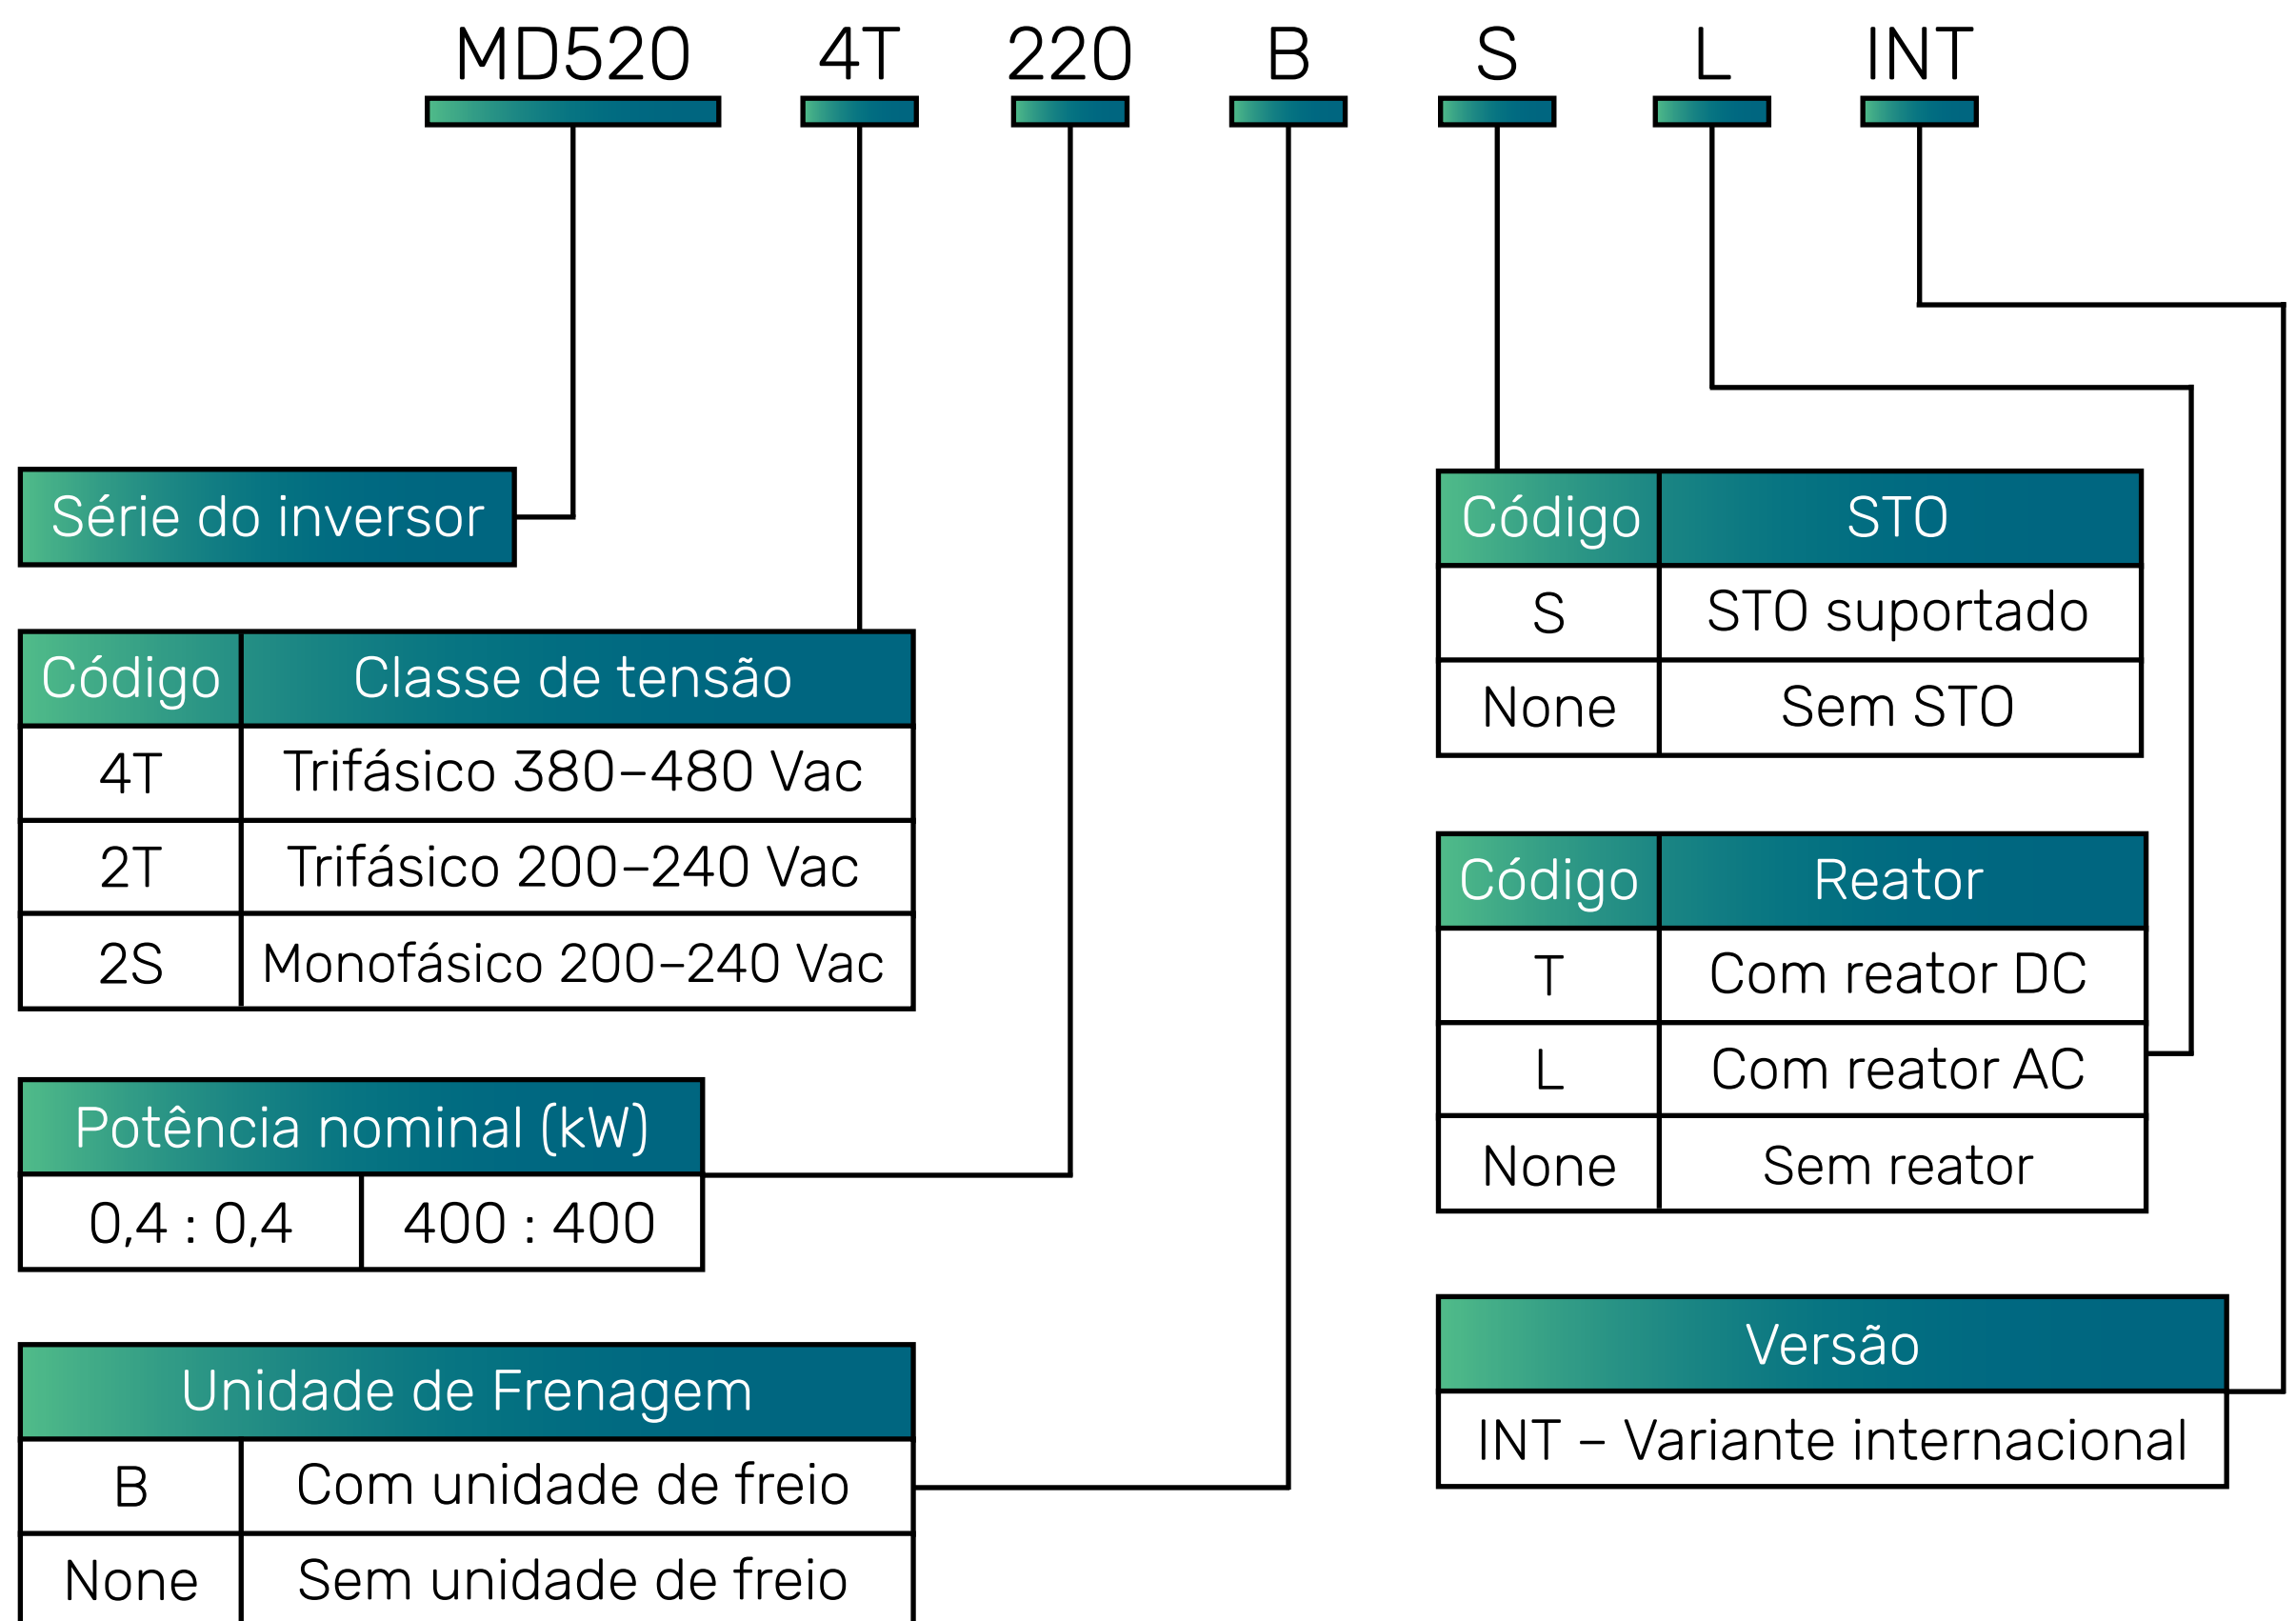 MD520 4T 220 B S L INT
Série do inversor
Código Classe de tensão
4T Trifásico 380-480 Vac
2T Trifásico 200-240 Vac
2S Monofásico 200-240 Vac
Potência nominal (kW)
0,4 : 0,4 400 : 400
Unidade de Frenagem
B Com unidade de freio
None Sem unidade de freio
Código STO
S STO suportado
None Sem STO
Código Reator
T Com reator DC
L Com reator AC
None Sem reator
Versão
INT - Variante internacional